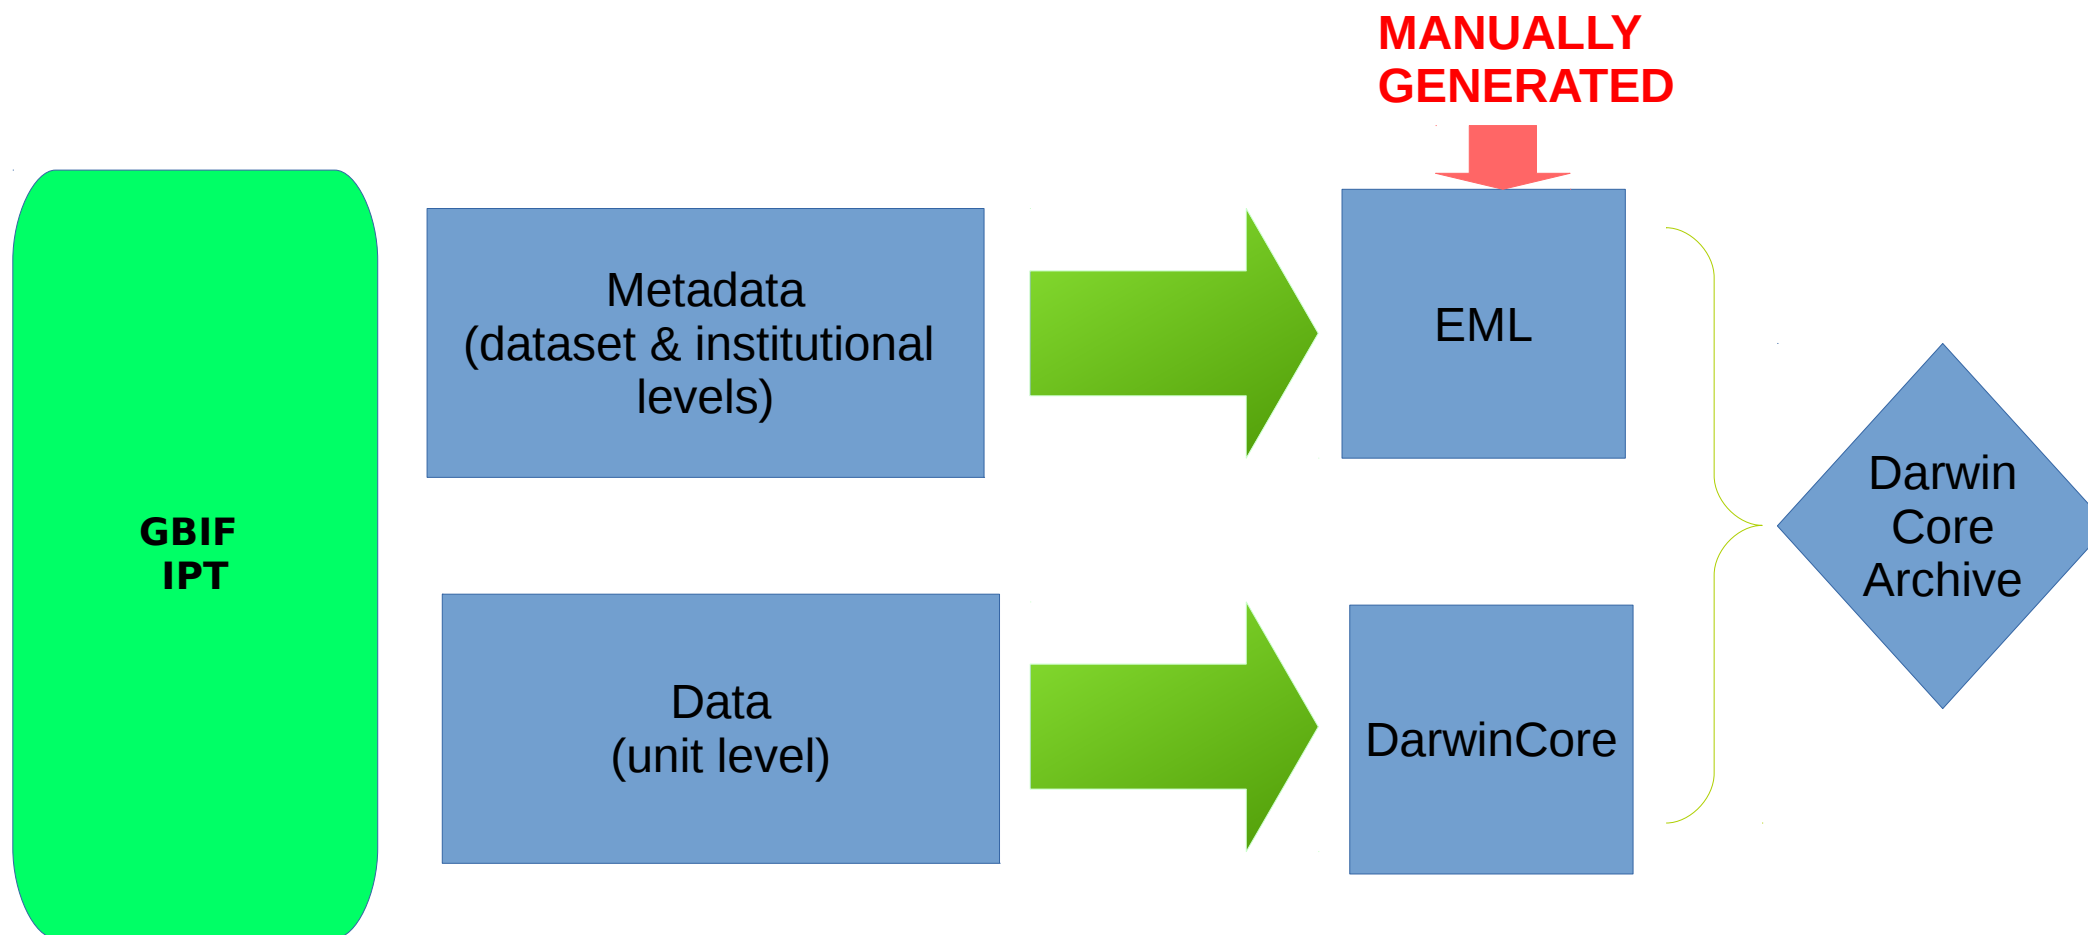 MANUALLY
GENERATED
Metadata
(dataset & institutional
levels)
EML
GBIF
IPT
Darwin
Core
Archive
Data
(unit level)
DarwinCore